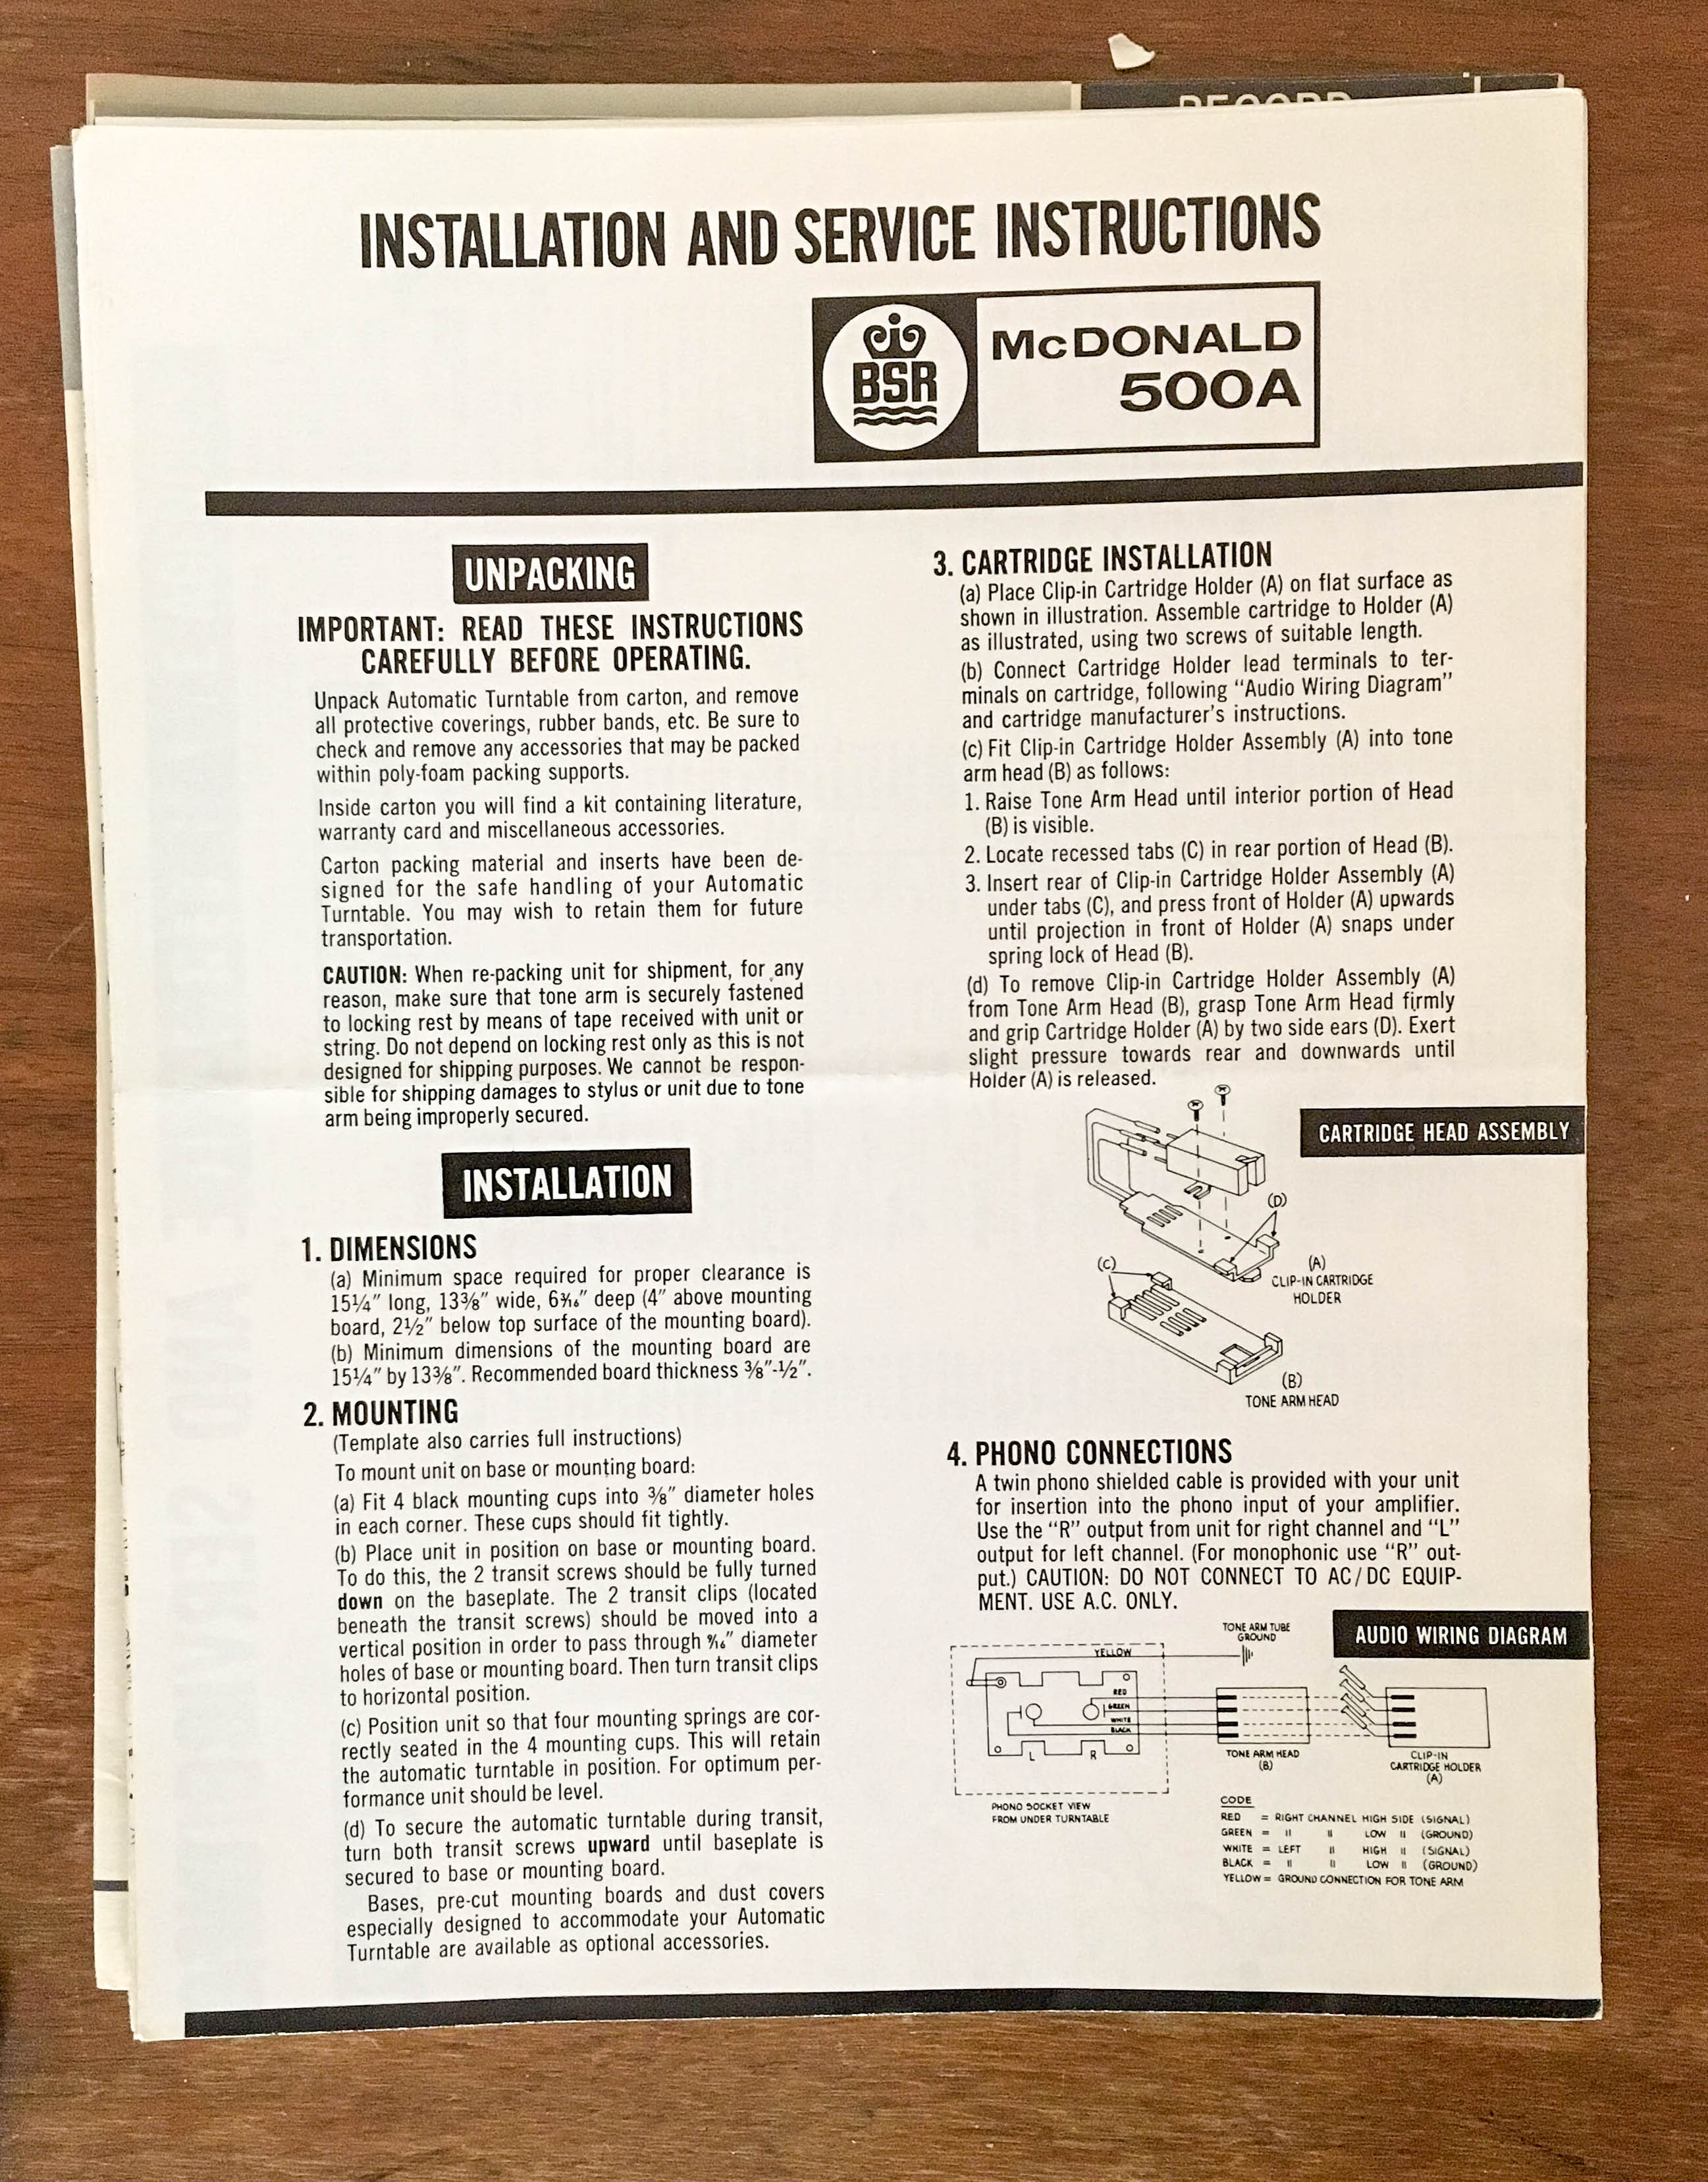 RECORD
INSTALLATION AND SERVICE INSTRUCTIONS
BSR
McDONALD
500A
UNPACKING
IMPORTANT: READ THESE INSTRUCTIONS
CAREFULLY BEFORE OPERATING.
Unpack Automatic Turntable from carton, and remove
all protective coverings, rubber bands, etc. Be sure to
check and remove any accessories that may be packed
within poly-foam packing supports.
Inside carton you will find a kit containing literature,
warranty card and miscellaneous accessories.
Carton packing material and inserts have been de-
signed for the safe handling of your Automatic
Turntable. You may wish to retain them for future
transportation.
CAUTION: When re-packing unit for shipment, for any
reason, make sure that tone arm is securely fastened
to locking rest by means of tape received with unit or
string. Do not depend on locking rest only as this is not
designed for shipping purposes. We cannot be respon-
sible for shipping damages to stylus or unit due to tone
arm being improperly secured.
INSTALLATION
1. DIMENSIONS
(a) Minimum space required for proper clearance is
15¼" long, 13⅜" wide, 6³⁄₁₆" deep (4" above mounting
board, 2½" below top surface of the mounting board).
(b) Minimum dimensions of the mounting board are
15¼" by 13⅜". Recommended board thickness ⅜"-½".
2. MOUNTING
(Template also carries full instructions)
To mount unit on base or mounting board:
(a) Fit 4 black mounting cups into ⅜" diameter holes
in each corner. These cups should fit tightly.
(b) Place unit in position on base or mounting board.
To do this, the 2 transit screws should be fully turned
down on the baseplate. The 2 transit clips (located
beneath the transit screws) should be moved into a
vertical position in order to pass through ⁹⁄₁₆" diameter
holes of base or mounting board. Then turn transit clips
to horizontal position.
(c) Position unit so that four mounting springs are cor-
rectly seated in the 4 mounting cups. This will retain
the automatic turntable in position. For optimum per-
formance unit should be level.
(d) To secure the automatic turntable during transit,
turn both transit screws upward until baseplate is
secured to base or mounting board.
Bases, pre-cut mounting boards and dust covers
especially designed to accommodate your Automatic
Turntable are available as optional accessories.
3. CARTRIDGE INSTALLATION
(a) Place Clip-in Cartridge Holder (A) on flat surface as
shown in illustration. Assemble cartridge to Holder (A)
as illustrated, using two screws of suitable length.
(b) Connect Cartridge Holder lead terminals to ter-
minals on cartridge, following "Audio Wiring Diagram"
and cartridge manufacturer's instructions.
(c) Fit Clip-in Cartridge Holder Assembly (A) into tone
arm head (B) as follows:
1. Raise Tone Arm Head until interior portion of Head
(B) is visible.
2. Locate recessed tabs (C) in rear portion of Head (B).
3. Insert rear of Clip-in Cartridge Holder Assembly (A)
under tabs (C), and press front of Holder (A) upwards
until projection in front of Holder (A) snaps under
spring lock of Head (B).
(d) To remove Clip-in Cartridge Holder Assembly (A)
from Tone Arm Head (B), grasp Tone Arm Head firmly
and grip Cartridge Holder (A) by two side ears (D). Exert
slight pressure towards rear and downwards until
Holder (A) is released.
CARTRIDGE HEAD ASSEMBLY
(D)
(C)
(A)
CLIP-IN CARTRIDGE
HOLDER
(B)
TONE ARM HEAD
4. PHONO CONNECTIONS
A twin phono shielded cable is provided with your unit
for insertion into the phono input of your amplifier.
Use the "R" output from unit for right channel and "L"
output for left channel. (For monophonic use "R" out-
put.) CAUTION: DO NOT CONNECT TO AC/DC EQUIP-
MENT. USE A.C. ONLY.
AUDIO WIRING DIAGRAM
TONE ARM TUBE
GROUND
YELLOW
RED
GREEN
WHITE
BLACK
L R
TONE ARM HEAD
(B)
CLIP-IN
CARTRIDGE HOLDER
(A)
PHONO SOCKET VIEW
FROM UNDER TURNTABLE
CODE
RED = RIGHT CHANNEL HIGH SIDE (SIGNAL)
GREEN = " " LOW " (GROUND)
WHITE = LEFT " HIGH " (SIGNAL)
BLACK = " " LOW " (GROUND)
YELLOW = GROUND CONNECTION FOR TONE ARM